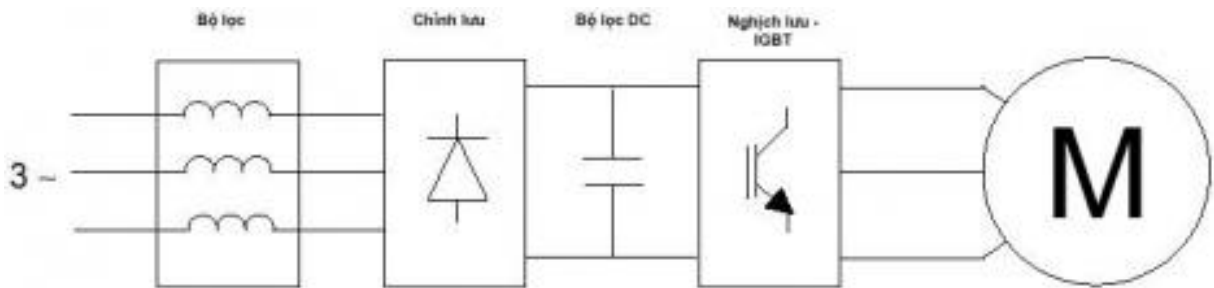 Bộ lọc
Chỉnh lưu
Bộ lọc DC
Nghịch lưu -
IGBT
3 ~
M